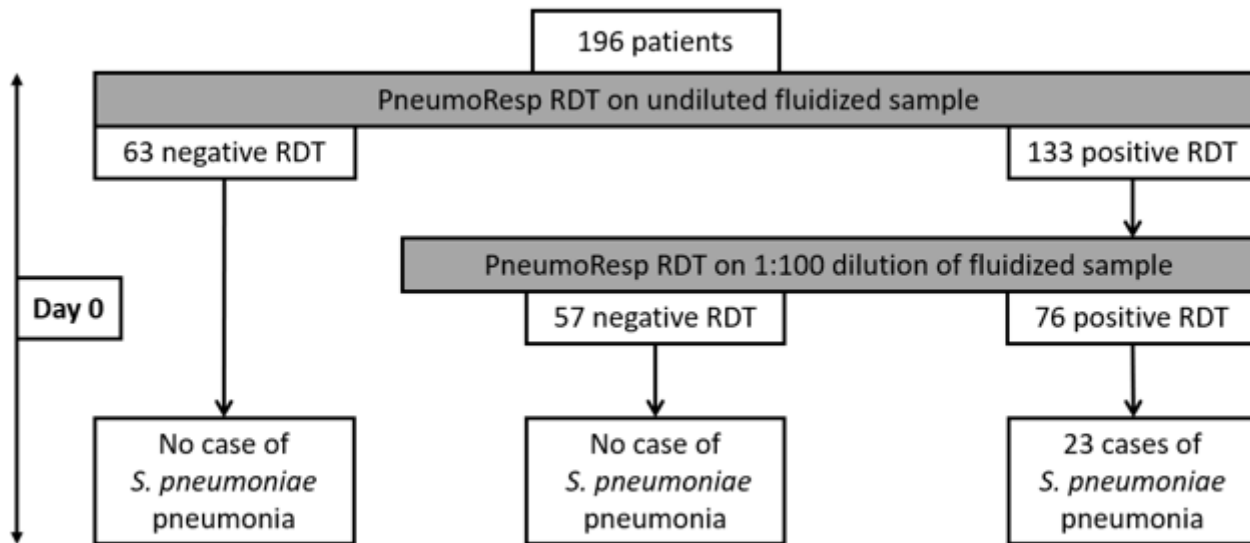 196 patients
PneumoResp RDT on undiluted fluidized sample
63 negative RDT
133 positive RDT
PneumoResp RDT on 1:100 dilution of fluidized sample
Day 0
57 negative RDT
76 positive RDT
No case of
S. pneumoniae
pneumonia
No case of
S. pneumoniae
pneumonia
23 cases of
S. pneumoniae
pneumonia